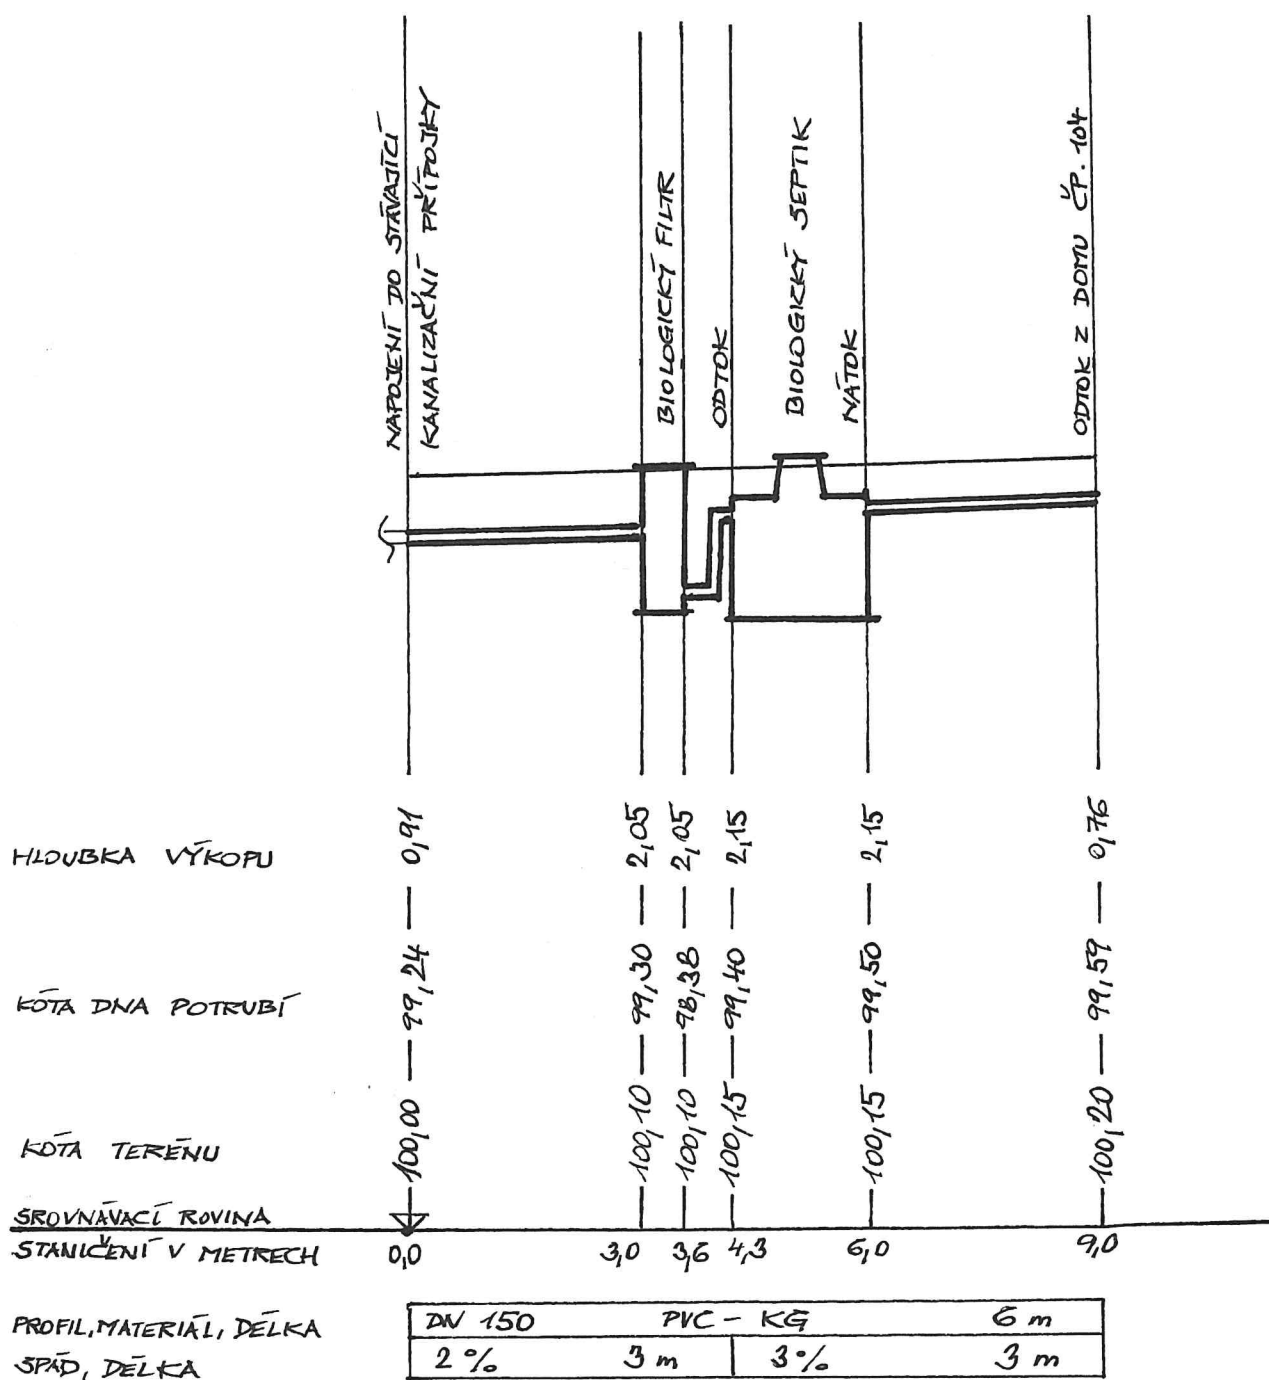 NAPOJENÍ DO STÁVAJÍCÍ
KANALIZAČNÍ PŘÍPOJKY
BIOLOGICKÝ FILTR
ODTOK
BIOLOGICKÝ SEPTIK
NÁTOK
ODTOK Z DOMU ČP. 104
HLOUBKA VÝKOPU 0,91 2,05 2,05 2,15 2,15 0,76
KÓTA DNA POTRUBÍ 99,24 99,30 98,38 99,40 99,50 99,59
KÓTA TERÉNU 100,00 100,10 100,10 100,15 100,15 100,20
SROVNÁVACÍ ROVINA
STANIČENÍ V METRECH 0,0 3,0 3,6 4,3 6,0 9,0
PROFIL, MATERIÁL, DÉLKA DN 150 PVC - KG 6 m
SPÁD, DÉLKA 2 % 3 m 3 % 3 m